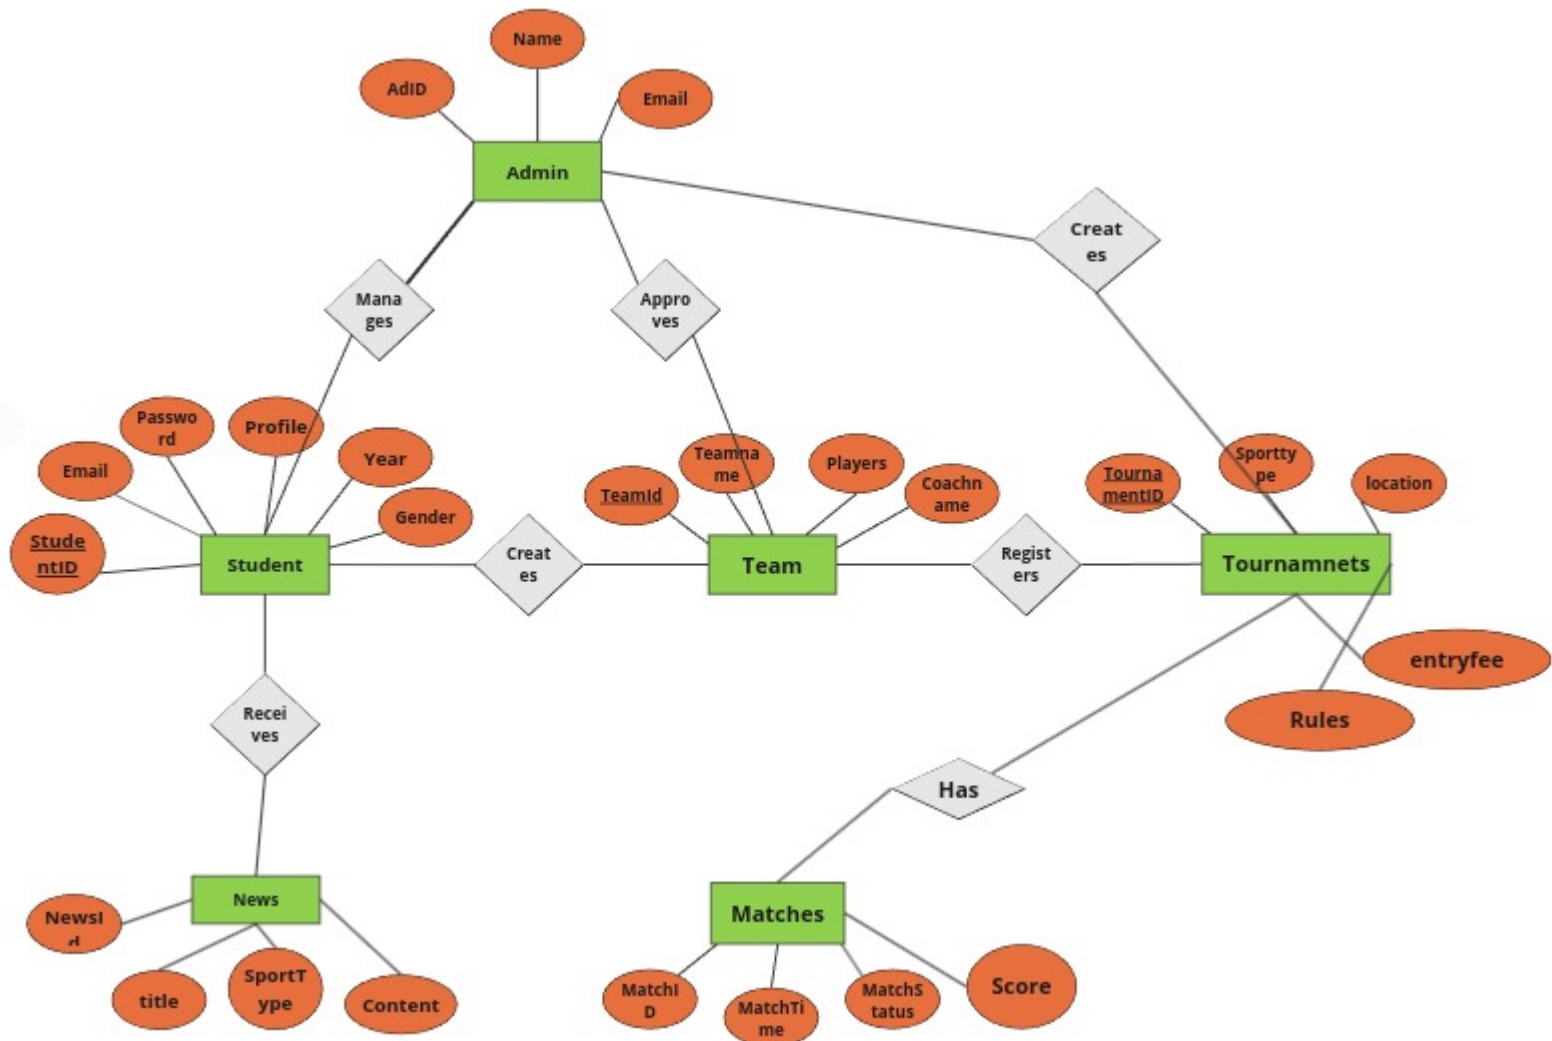 Name
AdID
Email
Admin
Creat
es
Mana
ges
Appro
ves
Passwo
rd
Profile
Year
Email
Gender
Stude
ntID
Student
Creat
es
Teamna
me
Players
TeamId
Coachn
ame
Team
Regist
ers
Tourna
mentID
Sportty
pe
location
Tournamnets
entryfee
Rules
Recei
ves
Has
News
NewsI
d
title
SportT
ype
Content
Matches
MatchI
D
MatchTi
me
MatchS
tatus
Score